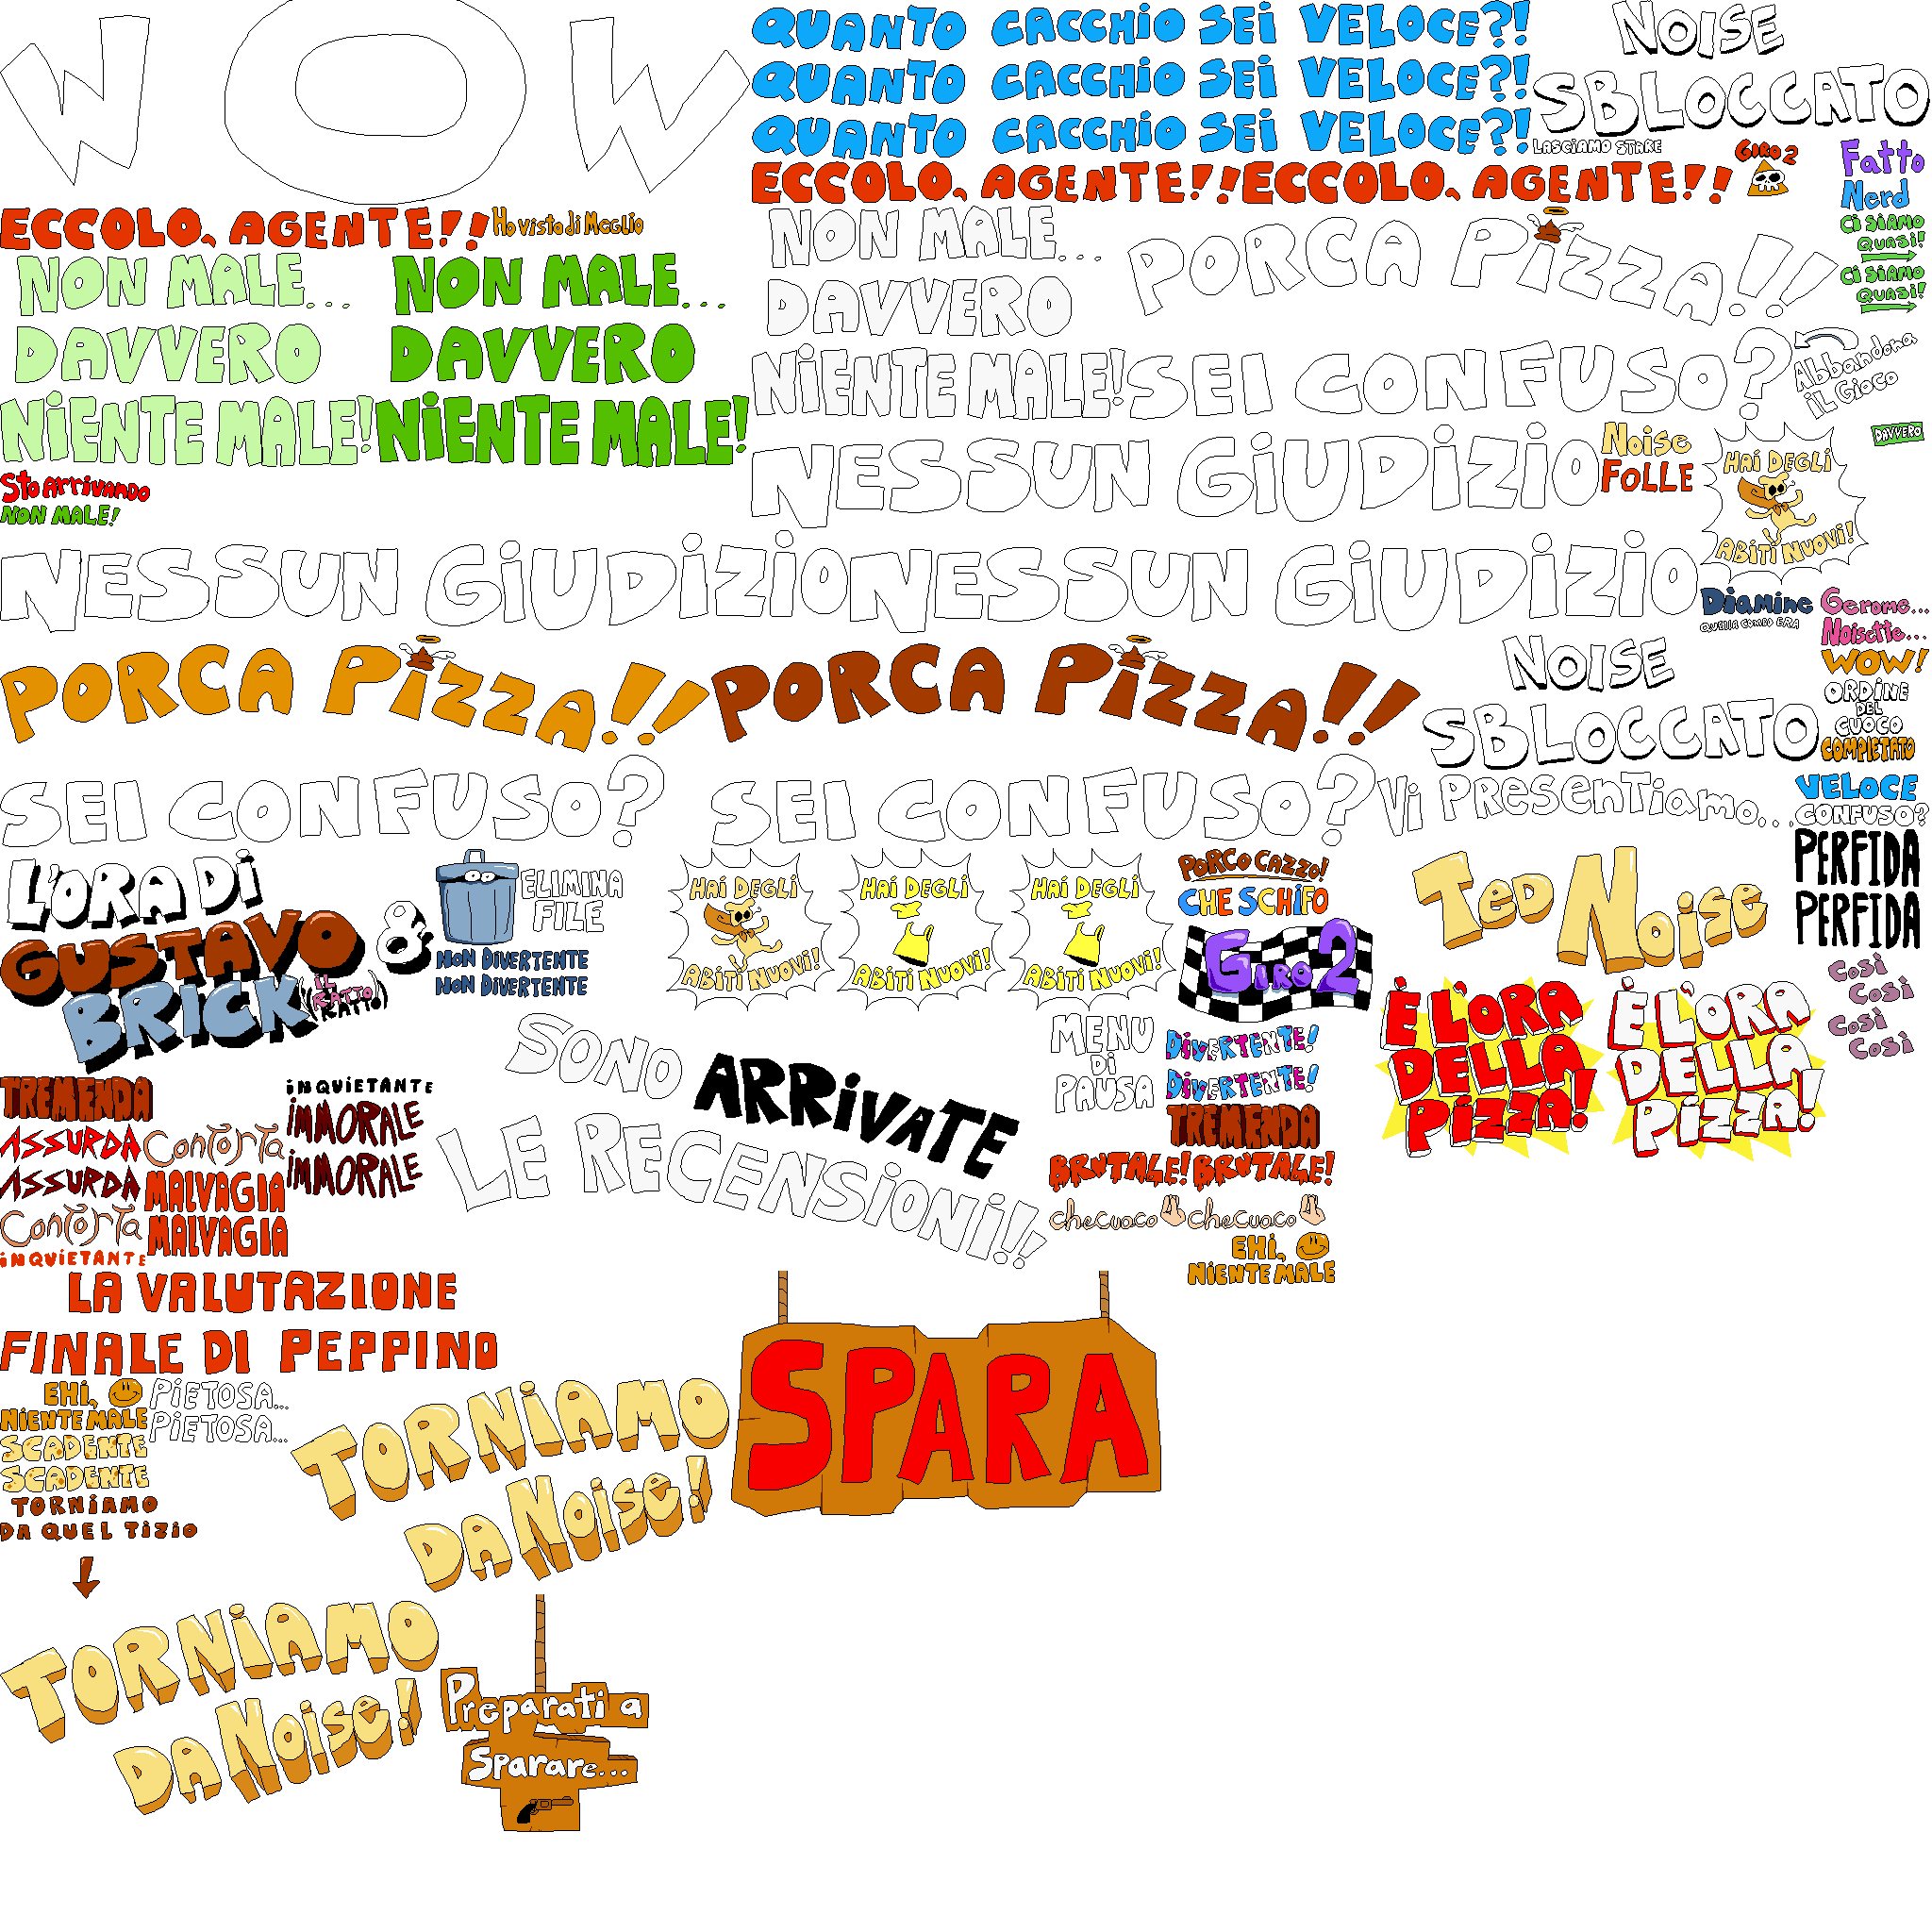 WOW
QUANTO CACCHIO SEI VELOCE?!
QUANTO CACCHIO SEI VELOCE?!
QUANTO CACCHIO SEI VELOCE?!
NOISE
SBLOCCATO
LASCIAMO STARE
GIRO 2
Fatto
Nerd
ECCOLO, AGENTE!!
ECCOLO, AGENTE!!
ECCOLO, AGENTE!!
Ho visto di Meglio
CI SIAMO
QUASI!
CI SIAMO
QUASI!
NON MALE...
DAVVERO
NIENTE MALE!
NON MALE...
DAVVERO
NIENTE MALE!
NON MALE...
DAVVERO
NIENTE MALE!
PORCA PIZZA!!
SEI CONFUSO?
Abbandona
il Gioco
Sto Arrivando
NON MALE!
NESSUN GIUDIZIO
Noise
FOLLE
HAI DEGLI
ABITI NUOVI!
DAVVERO
NESSUN GIUDIZIO
NESSUN GIUDIZIO
Diamine
QUELLA COMBO ERA
Gerome...
Noisette...
WOW!
ORDINE
DEL
CUOCO
COMPLETATO
PORCA PIZZA!!
PORCA PIZZA!!
NOISE
SBLOCCATO
SEI CONFUSO?
SEI CONFUSO?
Vi PRESENTiamo...
VELOCE
CONFUSO?
PERFIDA
PERFIDA
L'ORA DI
GUSTAVO &
BRICK
(IL RATTO)
ELIMINA
FILE
NON DIVERTENTE
NON DIVERTENTE
HAI DEGLI
ABITI NUOVI!
HAI DEGLI
ABITI NUOVI!
HAI DEGLI
ABITI NUOVI!
PORCO CAZZO!
CHE SCHIFO
GIRO 2
TED NOISE
È L'ORA
DELLA
PIZZA!
È L'ORA
DELLA
PIZZA!
COSÌ
COSÌ
COSÌ
COSÌ
SONO ARRIVATE
LE RECENSIONI!!
MENU
DI
PAUSA
DIVERTENTE!
DIVERTENTE!
TREMENDA
BRUTALE!
BRUTALE!
che cuoco
che cuoco
EHI,
NIENTE MALE
TREMENDA
ASSURDA
ASSURDA
Contorta
Contorta
INQUIETANTE
INQUIETANTE
IMMORALE
IMMORALE
MALVAGIA
MALVAGIA
LA VALUTAZIONE
FINALE DI PEPPINO
EHI,
NIENTE MALE
PIETOSA...
PIETOSA...
SCADENTE
SCADENTE
TORNIAMO
DA QUEL TIZIO
TORNIAMO
DA NOISE!
SPARA
TORNIAMO
DA NOISE!
Preparati a
Sparare...